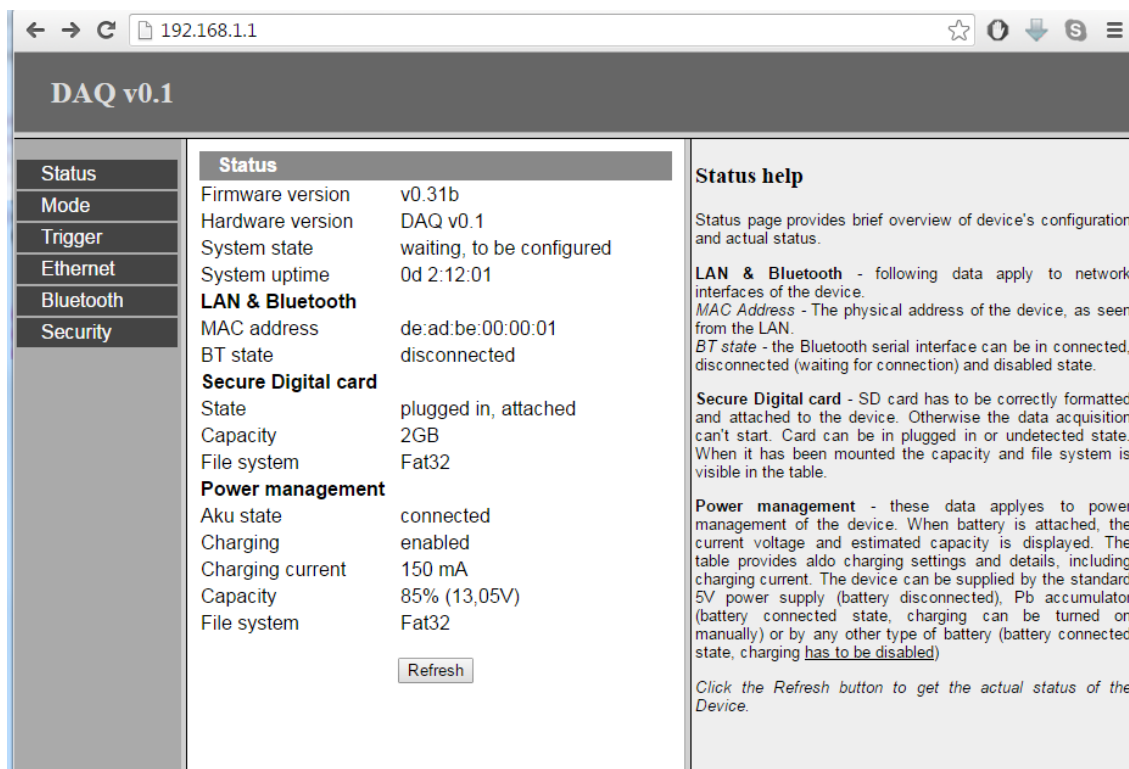 192.168.1.1
DAQ v0.1
Status
Mode
Trigger
Ethernet
Bluetooth
Security
Status
Firmware version v0.31b
Hardware version DAQ v0.1
System state waiting, to be configured
System uptime 0d 2:12:01
LAN & Bluetooth
MAC address de:ad:be:00:00:01
BT state disconnected
Secure Digital card
State plugged in, attached
Capacity 2GB
File system Fat32
Power management
Aku state connected
Charging enabled
Charging current 150 mA
Capacity 85% (13,05V)
File system Fat32
Refresh
Status help
Status page provides brief overview of device's configuration
and actual status.
LAN & Bluetooth - following data apply to network
interfaces of the device.
MAC Address - The physical address of the device, as seen
from the LAN.
BT state - the Bluetooth serial interface can be in connected,
disconnected (waiting for connection) and disabled state.
Secure Digital card - SD card has to be correctly formatted
and attached to the device. Otherwise the data acquisition
can't start. Card can be in plugged in or undetected state.
When it has been mounted the capacity and file system is
visible in the table.
Power management - these data applyes to power
management of the device. When battery is attached, the
current voltage and estimated capacity is displayed. The
table provides aldo charging settings and details, including
charging current. The device can be supplied by the standard
5V power supply (battery disconnected), Pb accumulator
(battery connected state, charging can be turned on
manually) or by any other type of battery (battery connected
state, charging has to be disabled)
Click the Refresh button to get the actual status of the
Device.